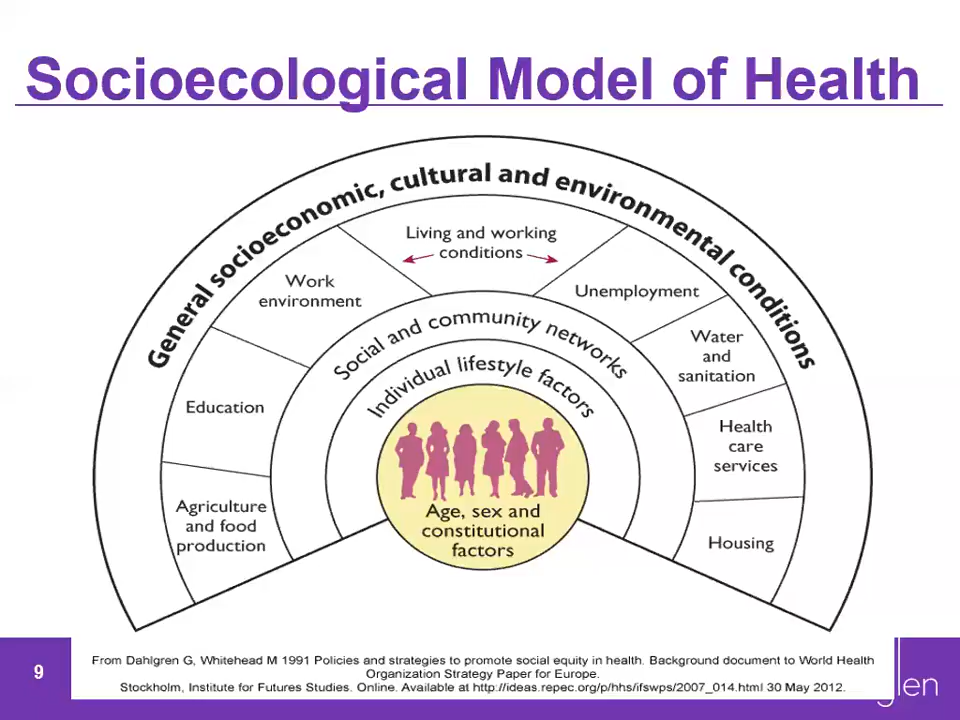 Socioecological Model of Health
General socioeconomic, cultural and environmental conditions
Living and working
conditions
Work
environment
Unemployment
Social and community networks
Water
and
sanitation
Individual lifestyle factors
Education
Health
care
services
Agriculture
and food
production
Age, sex and
constitutional
factors
Housing
9
From Dahlgren G, Whitehead M 1991 Policies and strategies to promote social equity in health. Background document to World Health
Organization Strategy Paper for Europe.
Stockholm, Institute for Futures Studies. Online. Available at http://ideas.repec.org/p/hhs/ifswps/2007_014.html 30 May 2012.